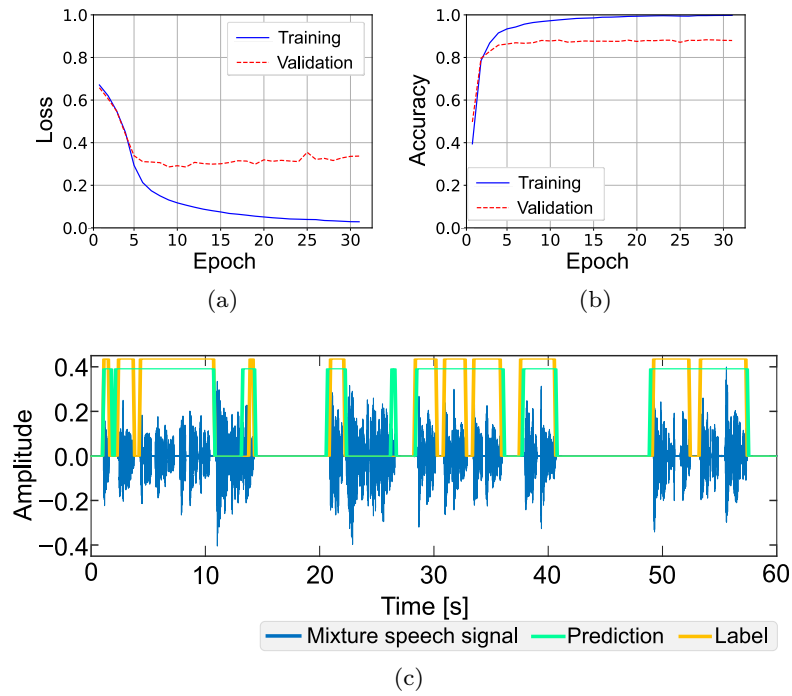 1.0
0.8
0.6
0.4
0.2
0.0
Loss
Training
Validation
0 5 10 15 20 25 30
Epoch
(a)
1.0
0.8
0.6
0.4
0.2
0.0
Accuracy
Training
Validation
0 5 10 15 20 25 30
Epoch
(b)
0.4
0.2
0.0
−0.2
−0.4
Amplitude
0 10 20 30 40 50 60
Time [s]
Mixture speech signal Prediction Label
(c)